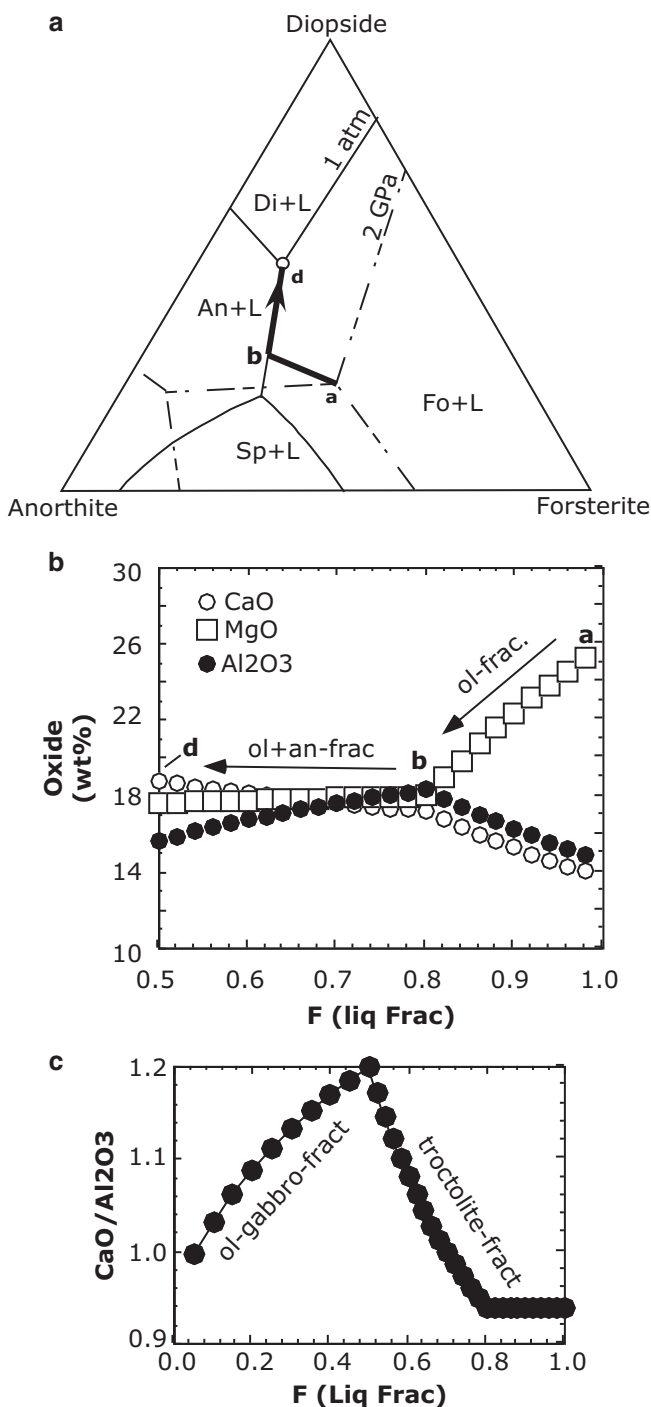 a
Diopside
1 atm
2 GPa
Di+L
d
An+L
b
a
Fo+L
Sp+L
Anorthite
Forsterite
b
30
26
22
18
14
10
Oxide
(wt%)
CaO
MgO
Al2O3
a
ol-frac.
d
ol+an-frac
b
0.5
0.6
0.7
0.8
0.9
1.0
F (liq Frac)
c
1.2
1.1
1.0
0.9
CaO/Al2O3
ol-gabbro-fract
troctolite-fract
0.0
0.2
0.4
0.6
0.8
1.0
F (Liq Frac)